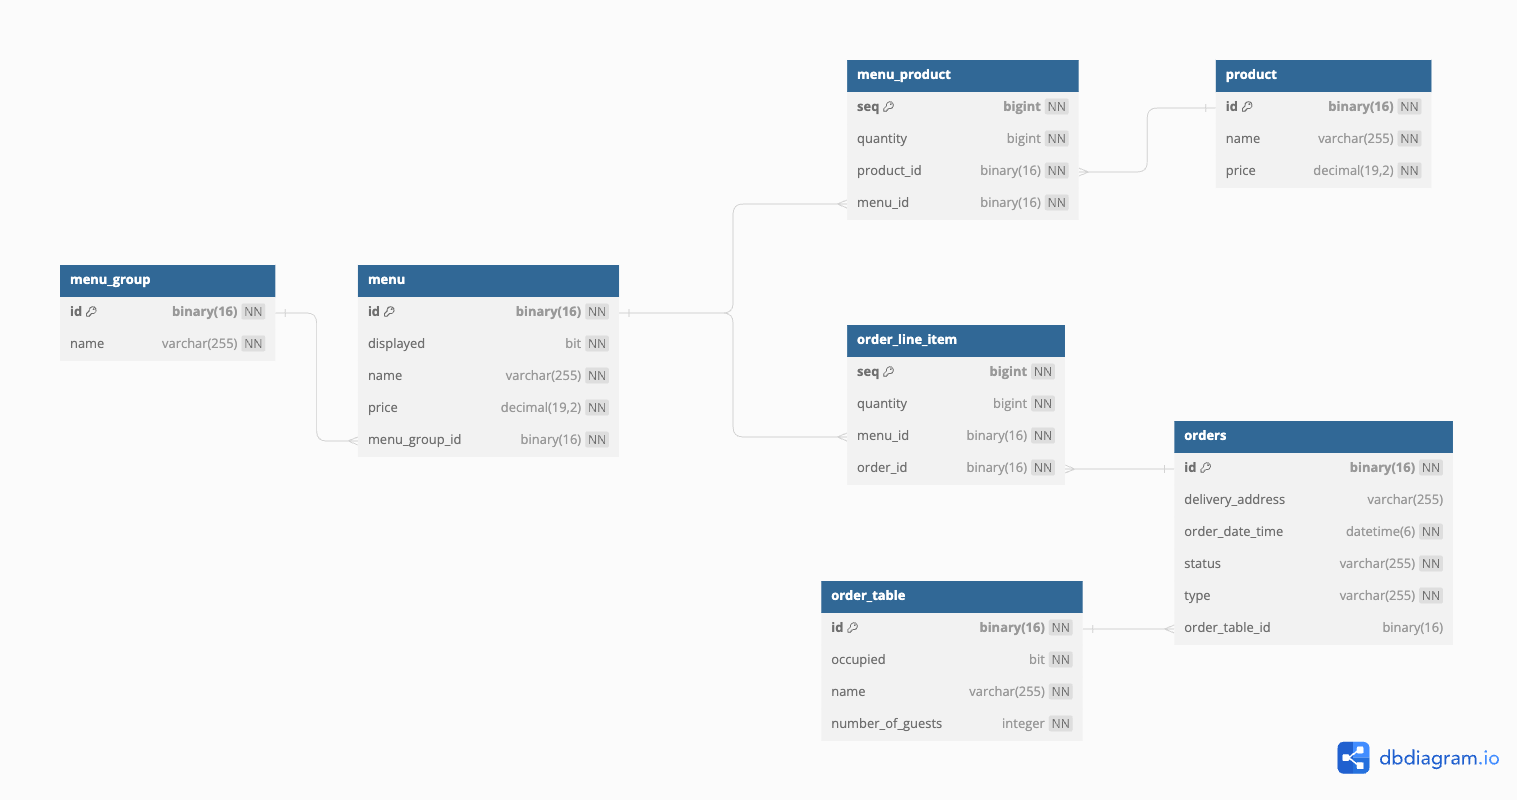 menu_product
seq bigint NN
quantity bigint NN
product_id binary(16) NN
menu_id binary(16) NN
product
id binary(16) NN
name varchar(255) NN
price decimal(19,2) NN
menu_group
id binary(16) NN
name varchar(255) NN
menu
id binary(16) NN
displayed bit NN
name varchar(255) NN
price decimal(19,2) NN
menu_group_id binary(16) NN
order_line_item
seq bigint NN
quantity bigint NN
menu_id binary(16) NN
order_id binary(16) NN
orders
id binary(16) NN
delivery_address varchar(255)
order_date_time datetime(6) NN
status varchar(255) NN
type varchar(255) NN
order_table_id binary(16)
order_table
id binary(16) NN
occupied bit NN
name varchar(255) NN
number_of_guests integer NN
dbdiagram.io